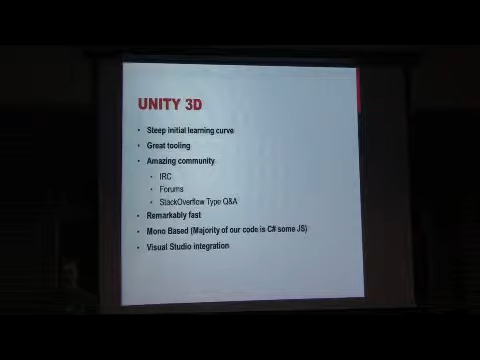 UNITY 3D
• Steep initial learning curve
• Great tooling
• Amazing community
• IRC
• Forums
• StackOverflow Type Q&A
• Remarkably fast
• Mono Based (Majority of our code is C# some JS)
• Visual Studio integration